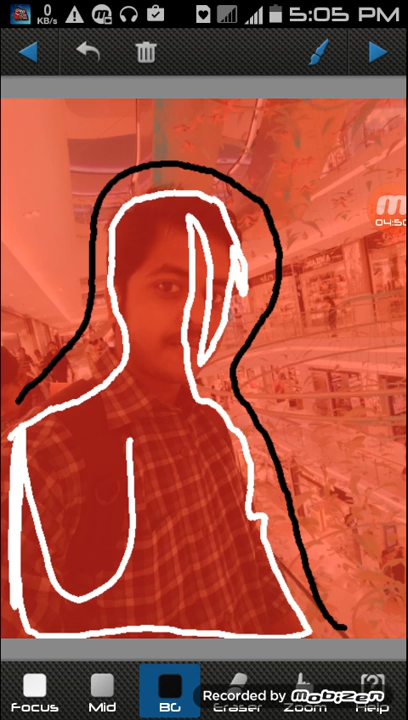 0
KB/s
5:05 PM
04:50
Focus
Mid
BG
Eraser
Zoom
Help
Recorded by mobizen